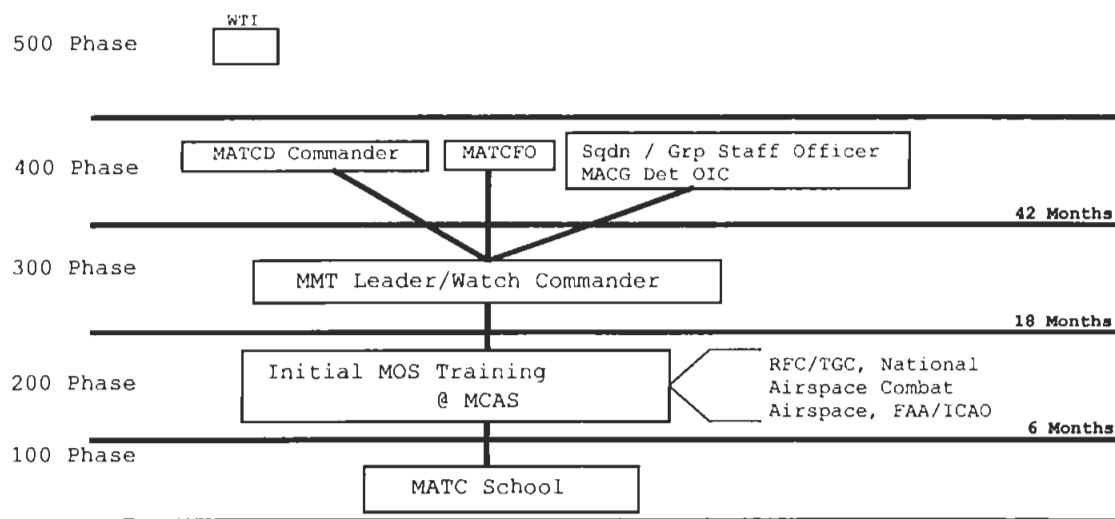 WTI
500 Phase
400 Phase
MATCD Commander
MATCFO
Sqdn / Grp Staff Officer
MACG Det OIC
42 Months
300 Phase
MMT Leader/Watch Commander
18 Months
200 Phase
Initial MOS Training
@ MCAS
RFC/TGC, National
Airspace Combat
Airspace, FAA/ICAO
6 Months
100 Phase
MATC School